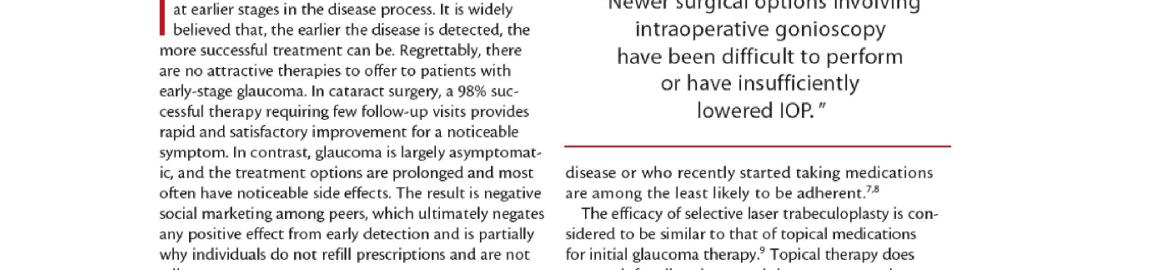 at earlier stages in the disease process. It is widely
believed that, the earlier the disease is detected, the
more successful treatment can be. Regrettably, there
are no attractive therapies to offer to patients with
early-stage glaucoma. In cataract surgery, a 98% suc-
cessful therapy requiring few follow-up visits provides
rapid and satisfactory improvement for a noticeable
symptom. In contrast, glaucoma is largely asymptomat-
ic, and the treatment options are prolonged and most
often have noticeable side effects. The result is negative
social marketing among peers, which ultimately negates
any positive effect from early detection and is partially
why individuals do not refill prescriptions and are not
Newer surgical options involving
intraoperative gonioscopy
have been difficult to perform
or have insufficiently
lowered IOP.”
disease or who recently started taking medications
are among the least likely to be adherent.7,8
The efficacy of selective laser trabeculoplasty is con-
sidered to be similar to that of topical medications
for initial glaucoma therapy.9 Topical therapy does